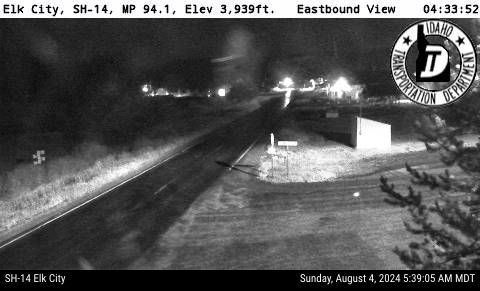 Elk City, SH-14, MP 94.1, Elev 3,939ft. Eastbound View 04:33:52
IDAHO
TRANSPORTATION DEPARTMENT
SH-14 Elk City Sunday, August 4, 2024 5:39:05 AM MDT